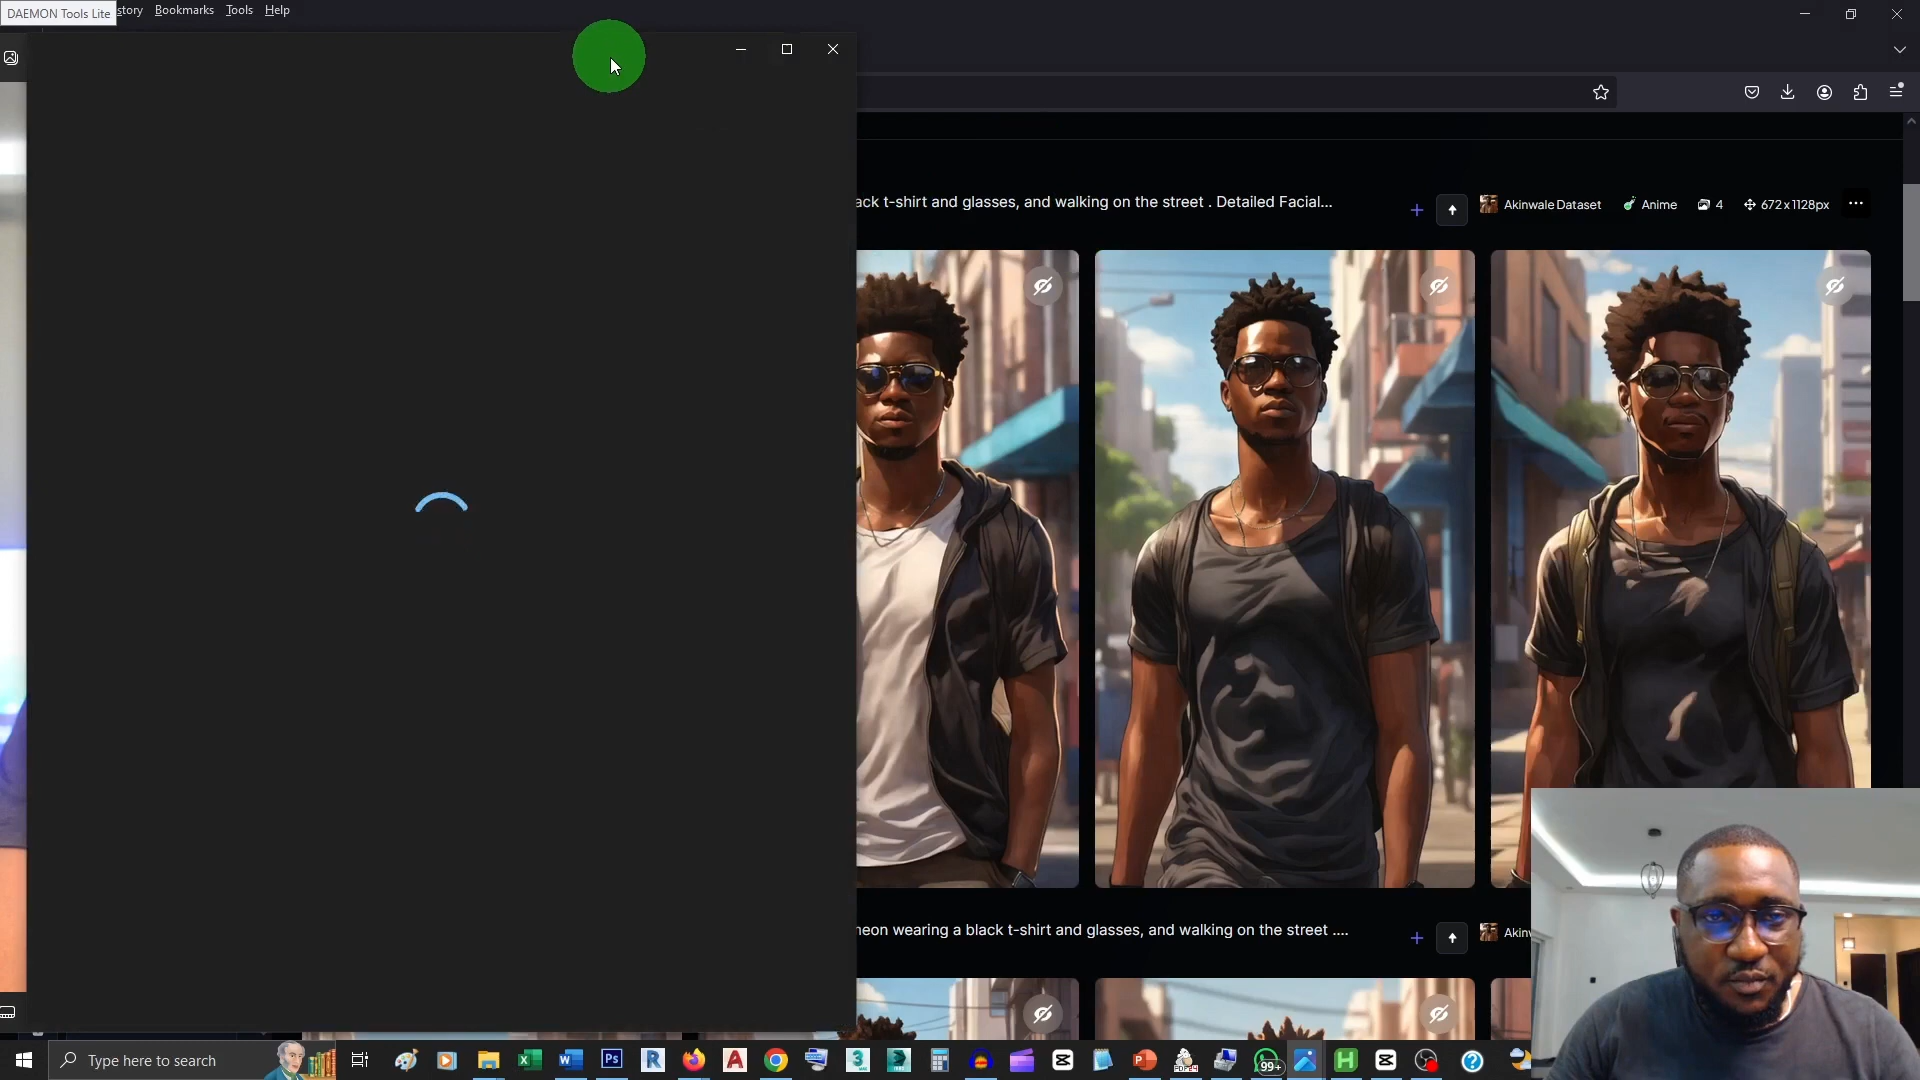 DAEMON Tools Lite
story Bookmarks Tools Help
ack t-shirt and glasses, and walking on the street . Detailed Facial...
Akinwale Dataset
Anime
4
672 x 1128px
neon wearing a black t-shirt and glasses, and walking on the street ....
Akinw
Type here to search
Ps
99+